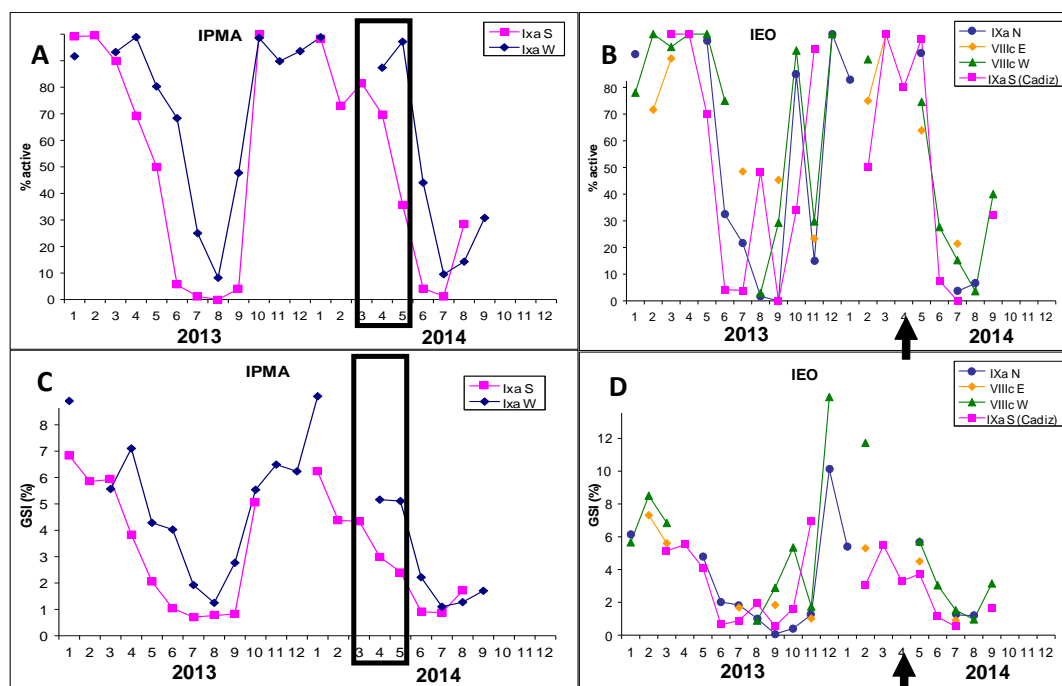 A
IPMA
Ixa S
IXa W
% active
90
80
70
60
50
40
30
20
10
0
1 2 3 4 5 6 7 8 9 10 11 12 1 2 3 4 5 6 7 8 9 10 11 12
2013 2014
B
IEO
IXa N
VIIIc E
VIIIc W
IXa S (Cadiz)
% active
80
70
60
50
40
30
20
10
0
1 2 3 4 5 6 7 8 9 10 11 12 1 2 3 4 5 6 7 8 9 10 11 12
2013 2014
C
IPMA
Ixa S
Ixa W
GSI (%)
8
7
6
5
4
3
2
1
0
1 2 3 4 5 6 7 8 9 10 11 12 1 2 3 4 5 6 7 8 9 10 11 12
2013 2014
D
IEO
IXa N
VIIIc E
VIIIc W
IXa S (Cadiz)
GSI (%)
12
10
8
6
4
2
0
1 2 3 4 5 6 7 8 9 10 11 12 1 2 3 4 5 6 7 8 9 10 11 12
2013 2014